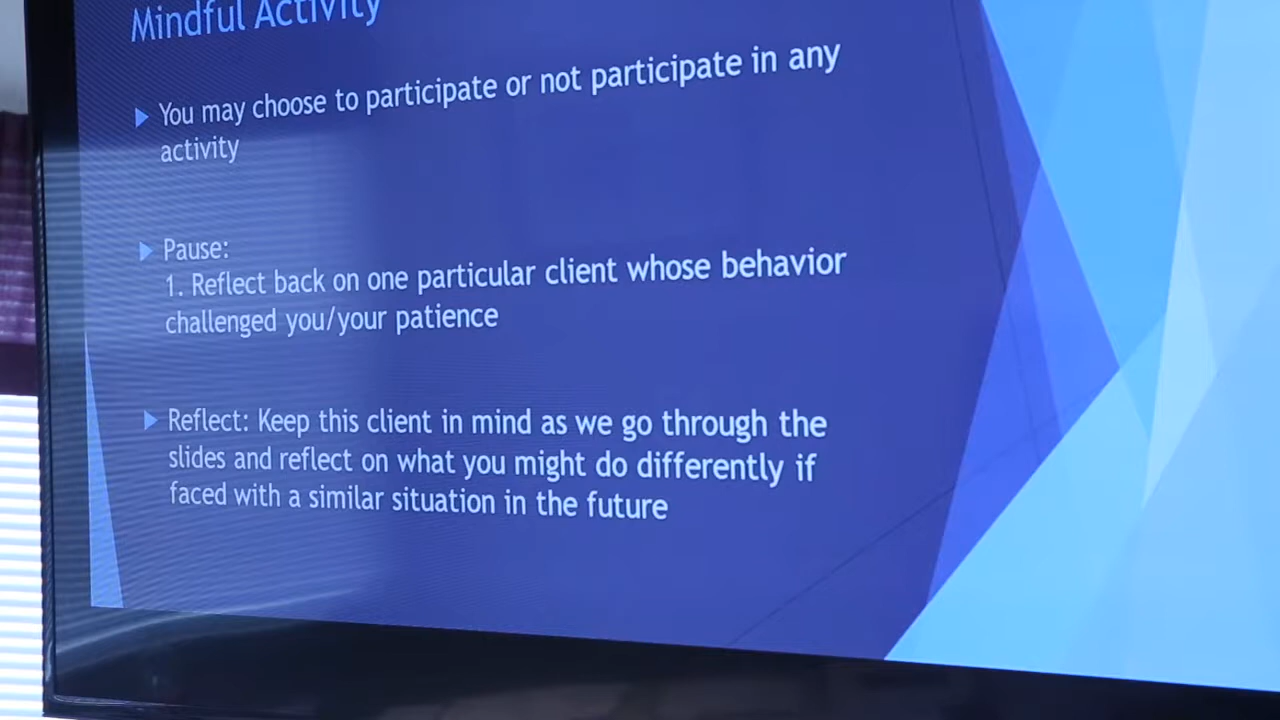 Mindful Activity
You may choose to participate or not participate in any
activity
Pause:
1. Reflect back on one particular client whose behavior
challenged you/your patience
Reflect: Keep this client in mind as we go through the
slides and reflect on what you might do differently if
faced with a similar situation in the future